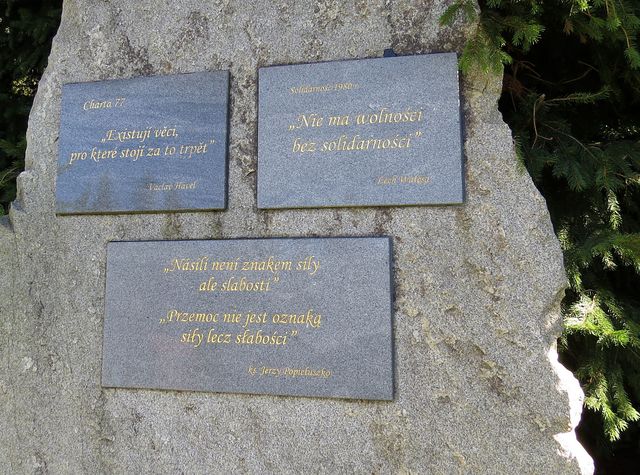 Charta 77
„Existují věci,
pro které stojí za to trpět”
Václav Havel
Solidarność 1980 r.
„Nie ma wolności
bez solidarności”
Lech Wałęsa
„Násilí není znakem síly
ale slabosti”
„Przemoc nie jest oznaką
siły lecz słabości”
ks. Jerzy Popiełuszko